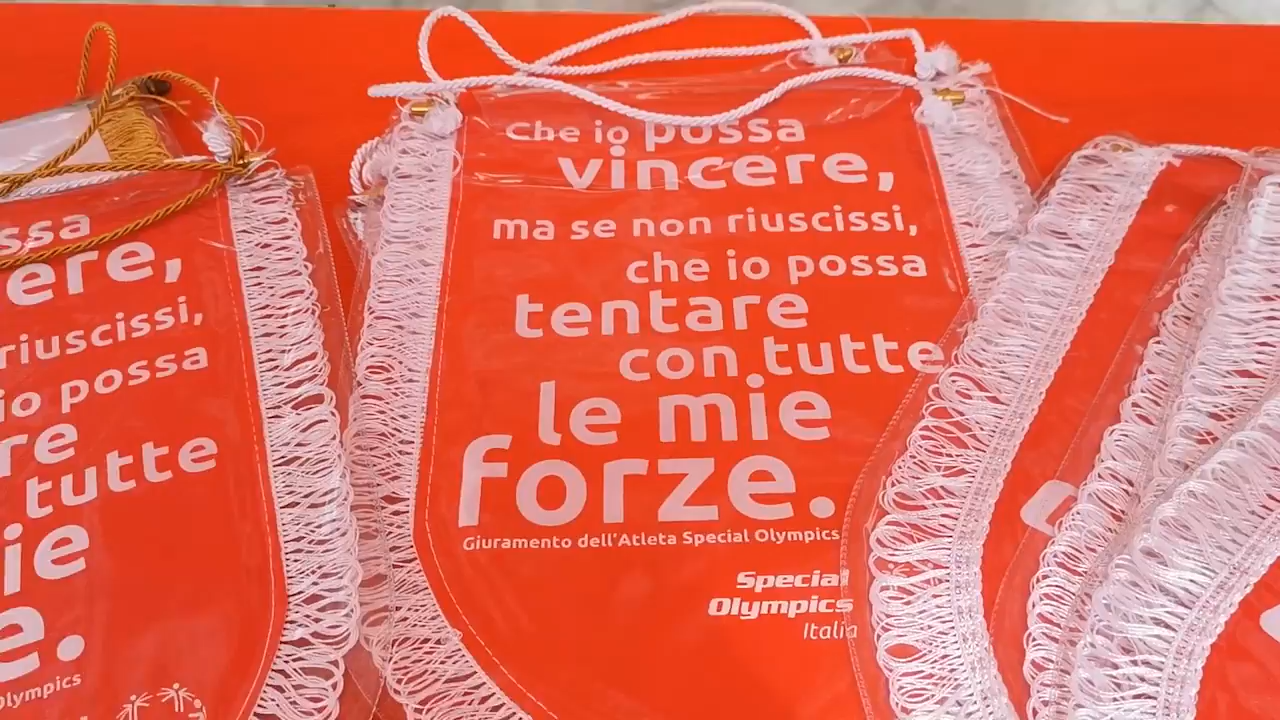 Che io possa
vincere,
ma se non riuscissi,
che io possa
tentare
con tutte
le mie
forze.
Giuramento dell'Atleta Special Olympics
Special
Olympics
Italia
ssa
ere,
riuscissi,
io possa
re
tutte
ie
e.
olympics